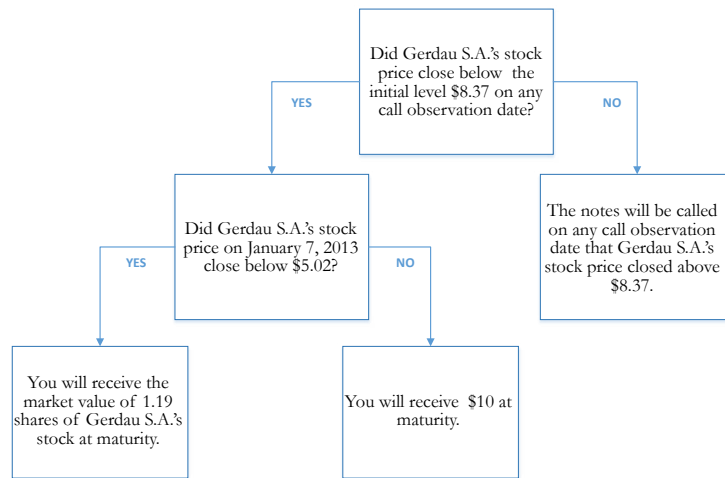 Did Gerdau S.A.'s stock
price close below the
initial level $8.37 on any
call observation date?
YES
NO
Did Gerdau S.A.'s stock
price on January 7, 2013
close below $5.02?
The notes will be called
on any call observation
date that Gerdau S.A.'s
stock price closed above
$8.37.
YES
NO
You will receive the
market value of 1.19
shares of Gerdau S.A.'s
stock at maturity.
You will receive $10 at
maturity.